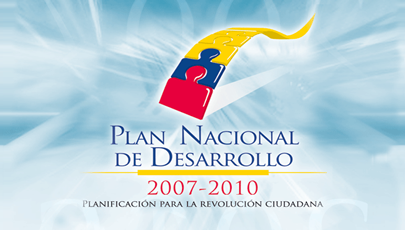 PLAN NACIONAL
DE DESARROLLO
2007-2010
PLANIFICACIÓN PARA LA REVOLUCIÓN CIUDADANA